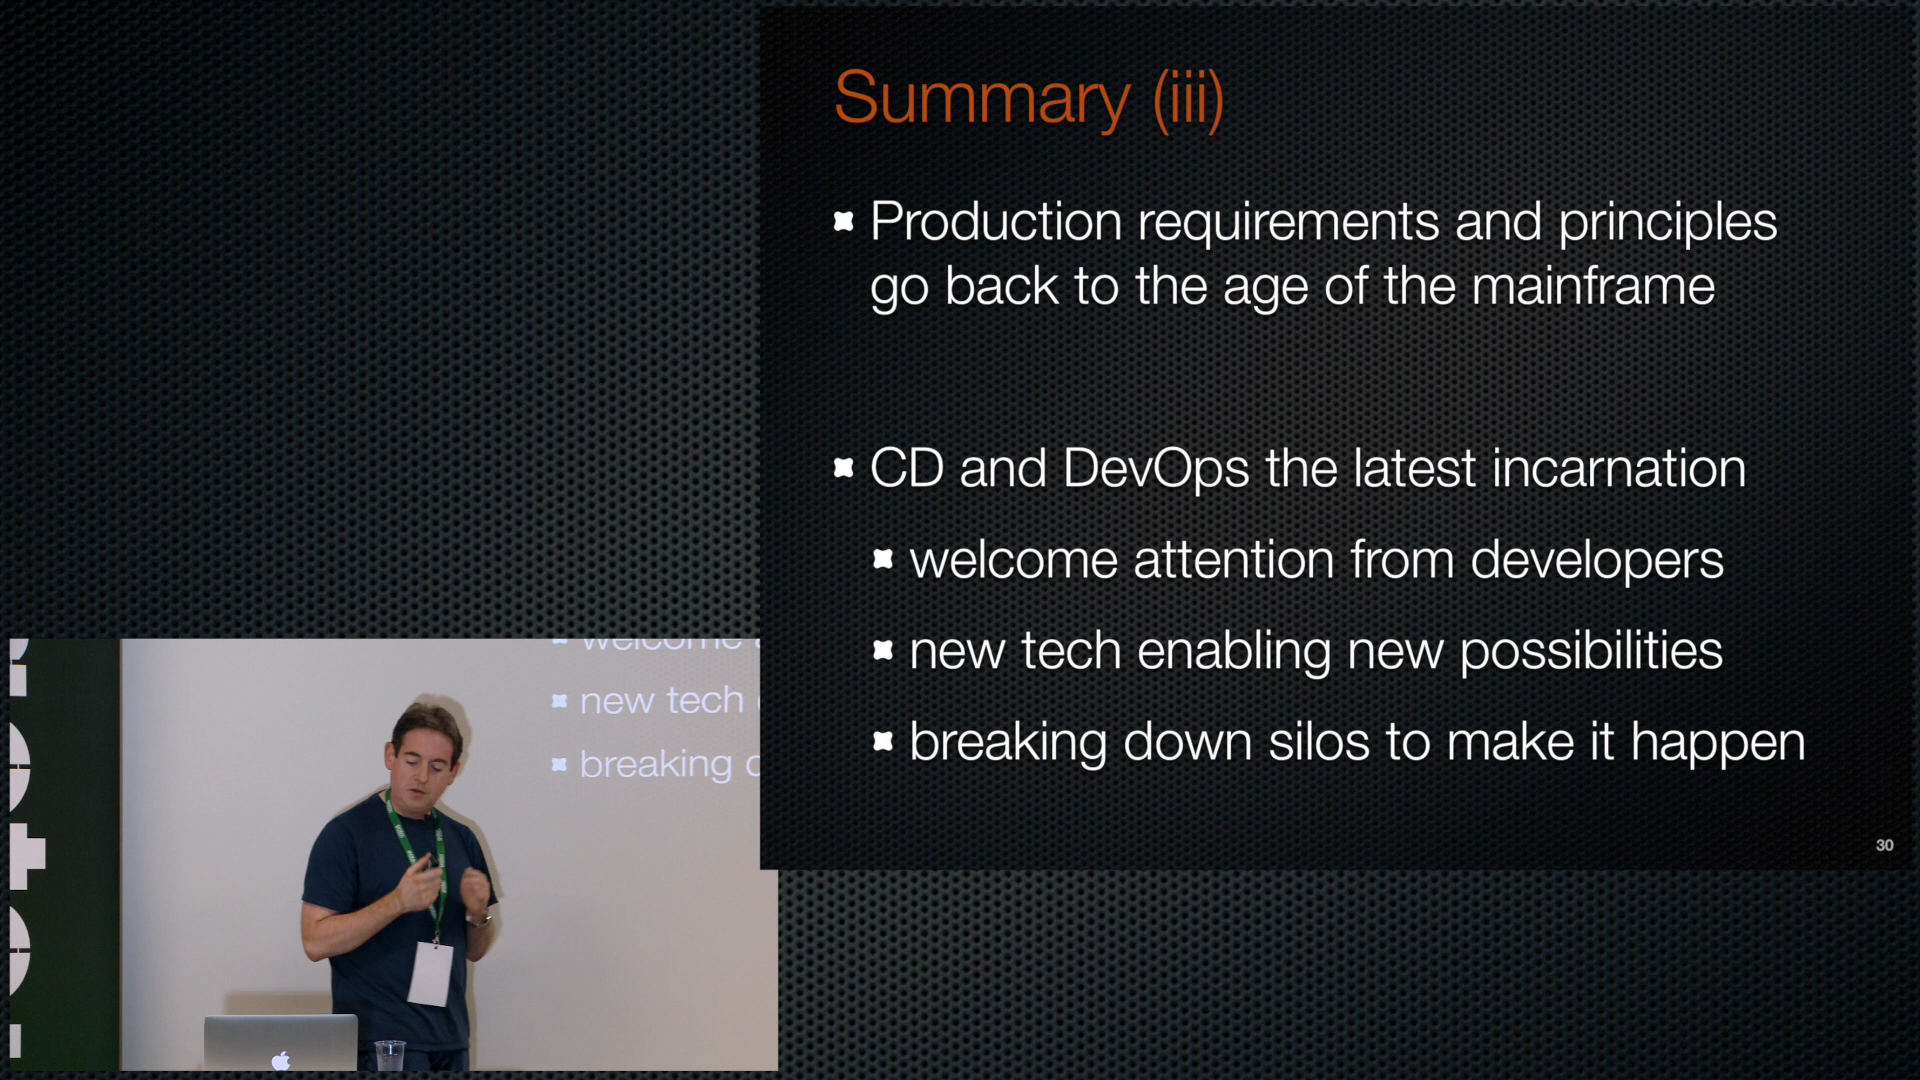 Summary (iii)
Production requirements and principles
go back to the age of the mainframe
CD and DevOps the latest incarnation
welcome attention from developers
new tech enabling new possibilities
breaking down silos to make it happen
30
welcome
new tech
breaking